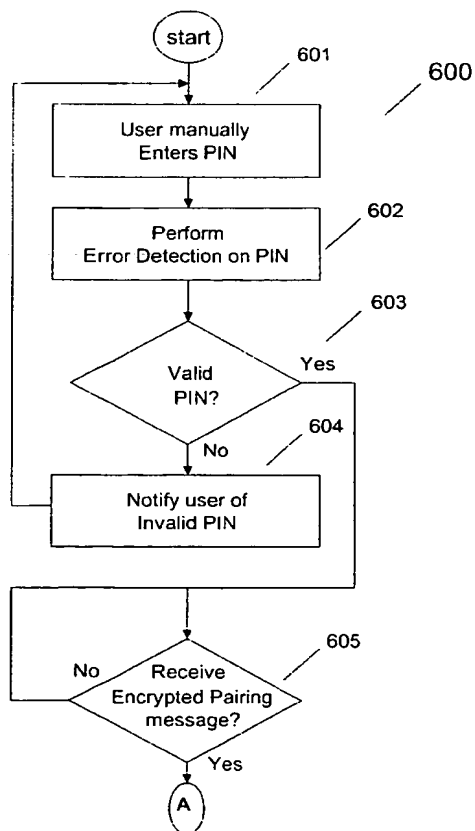 start
601
600
User manually
Enters PIN
602
Perform
Error Detection on PIN
603
Yes
Valid
PIN?
No
604
Notify user of
Invalid PIN
605
No
Receive
Encrypted Pairing
message?
Yes
A